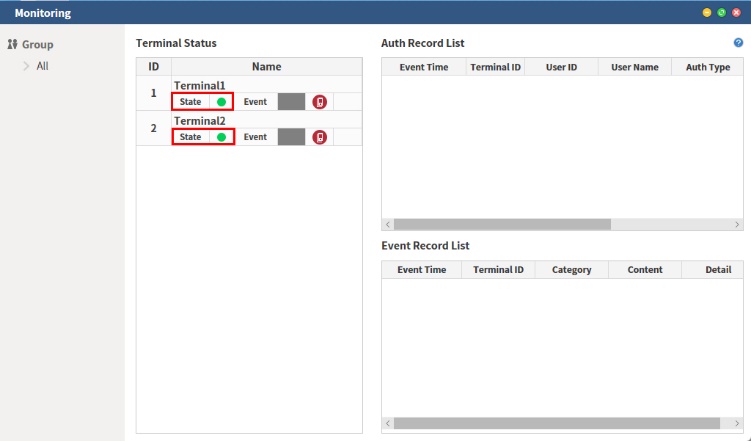 Monitoring
Group
All
Terminal Status
ID Name
1 Terminal1
State Event
2 Terminal2
State Event
Auth Record List
Event Time Terminal ID User ID User Name Auth Type
Event Record List
Event Time Terminal ID Category Content Detail